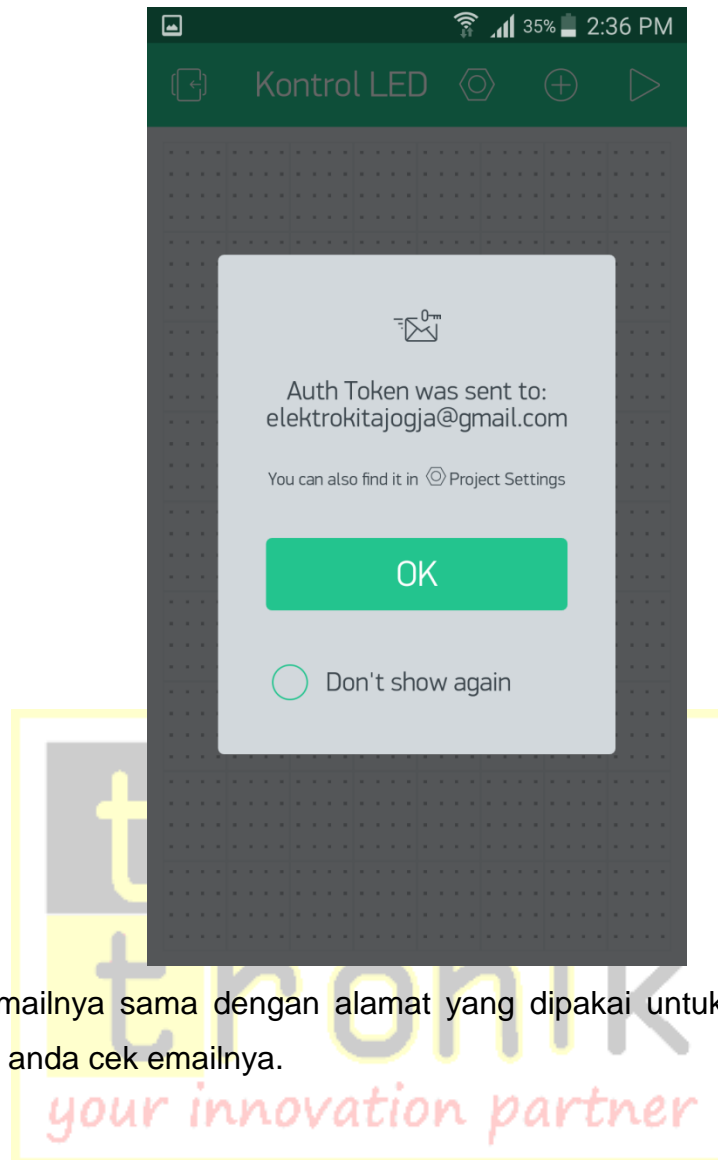 35% 2:36 PM
Kontrol LED
Auth Token was sent to:
elektrokitajogja@gmail.com
You can also find it in Project Settings
OK
Don't show again
mailnya sama dengan alamat yang dipakai untuk
anda cek emailnya.
tronik
your innovation partner